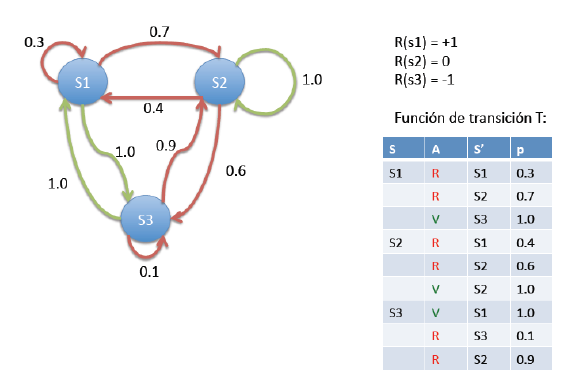 0.3
0.7
S1
S2
1.0
0.4
1.0
0.9
0.6
1.0
S3
0.1
R(s1) = +1
R(s2) = 0
R(s3) = -1
Función de transición T:
S A S' p
S1 R S1 0.3
R S2 0.7
V S3 1.0
S2 R S1 0.4
R S2 0.6
V S2 1.0
S3 V S1 1.0
R S3 0.1
R S2 0.9